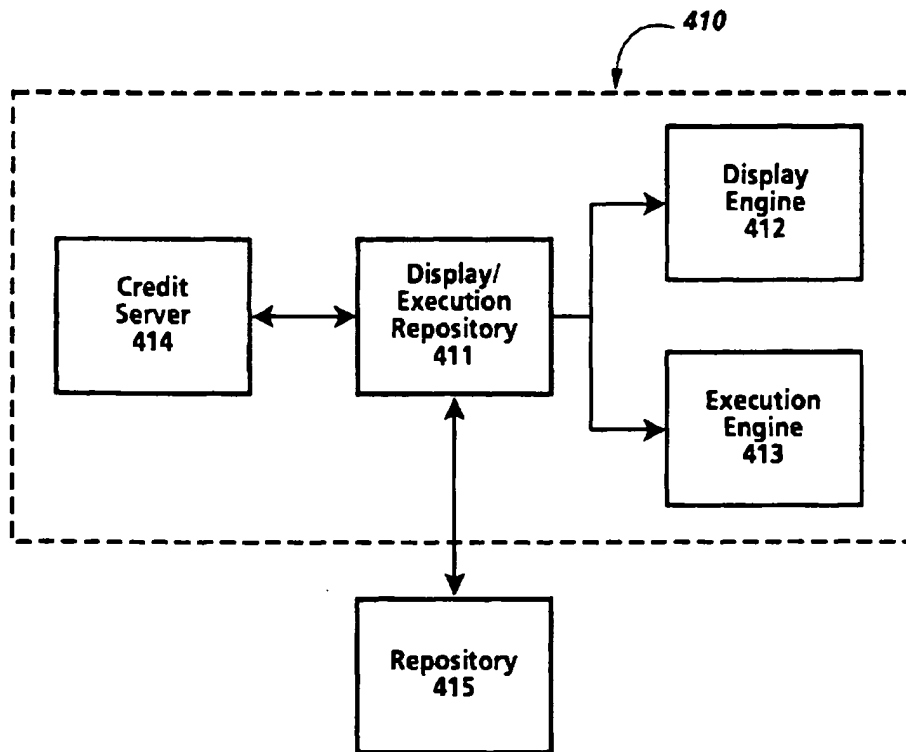 410
Display
Engine
412
Credit
Server
414
Display/
Execution
Repository
411
Execution
Engine
413
Repository
415